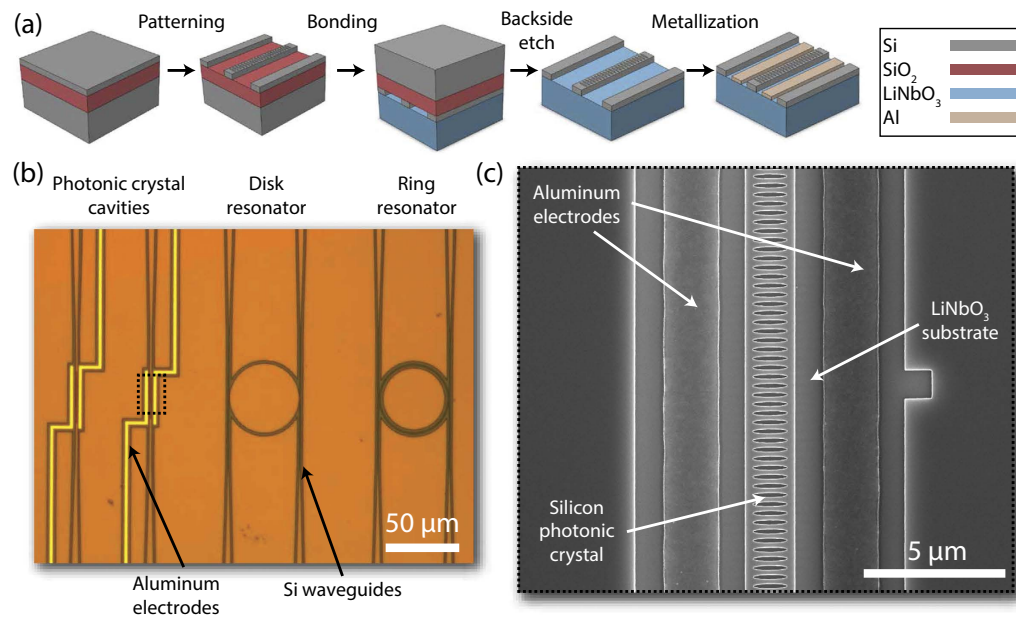 (a)
Patterning
Bonding
Backside
etch
Metallization
Si
SiO2
LiNbO3
Al
(b)
Photonic crystal
cavities
Disk
resonator
Ring
resonator
50 μm
Aluminum
electrodes
Si waveguides
(c)
Aluminum
electrodes
LiNbO3
substrate
Silicon
photonic
crystal
5 μm